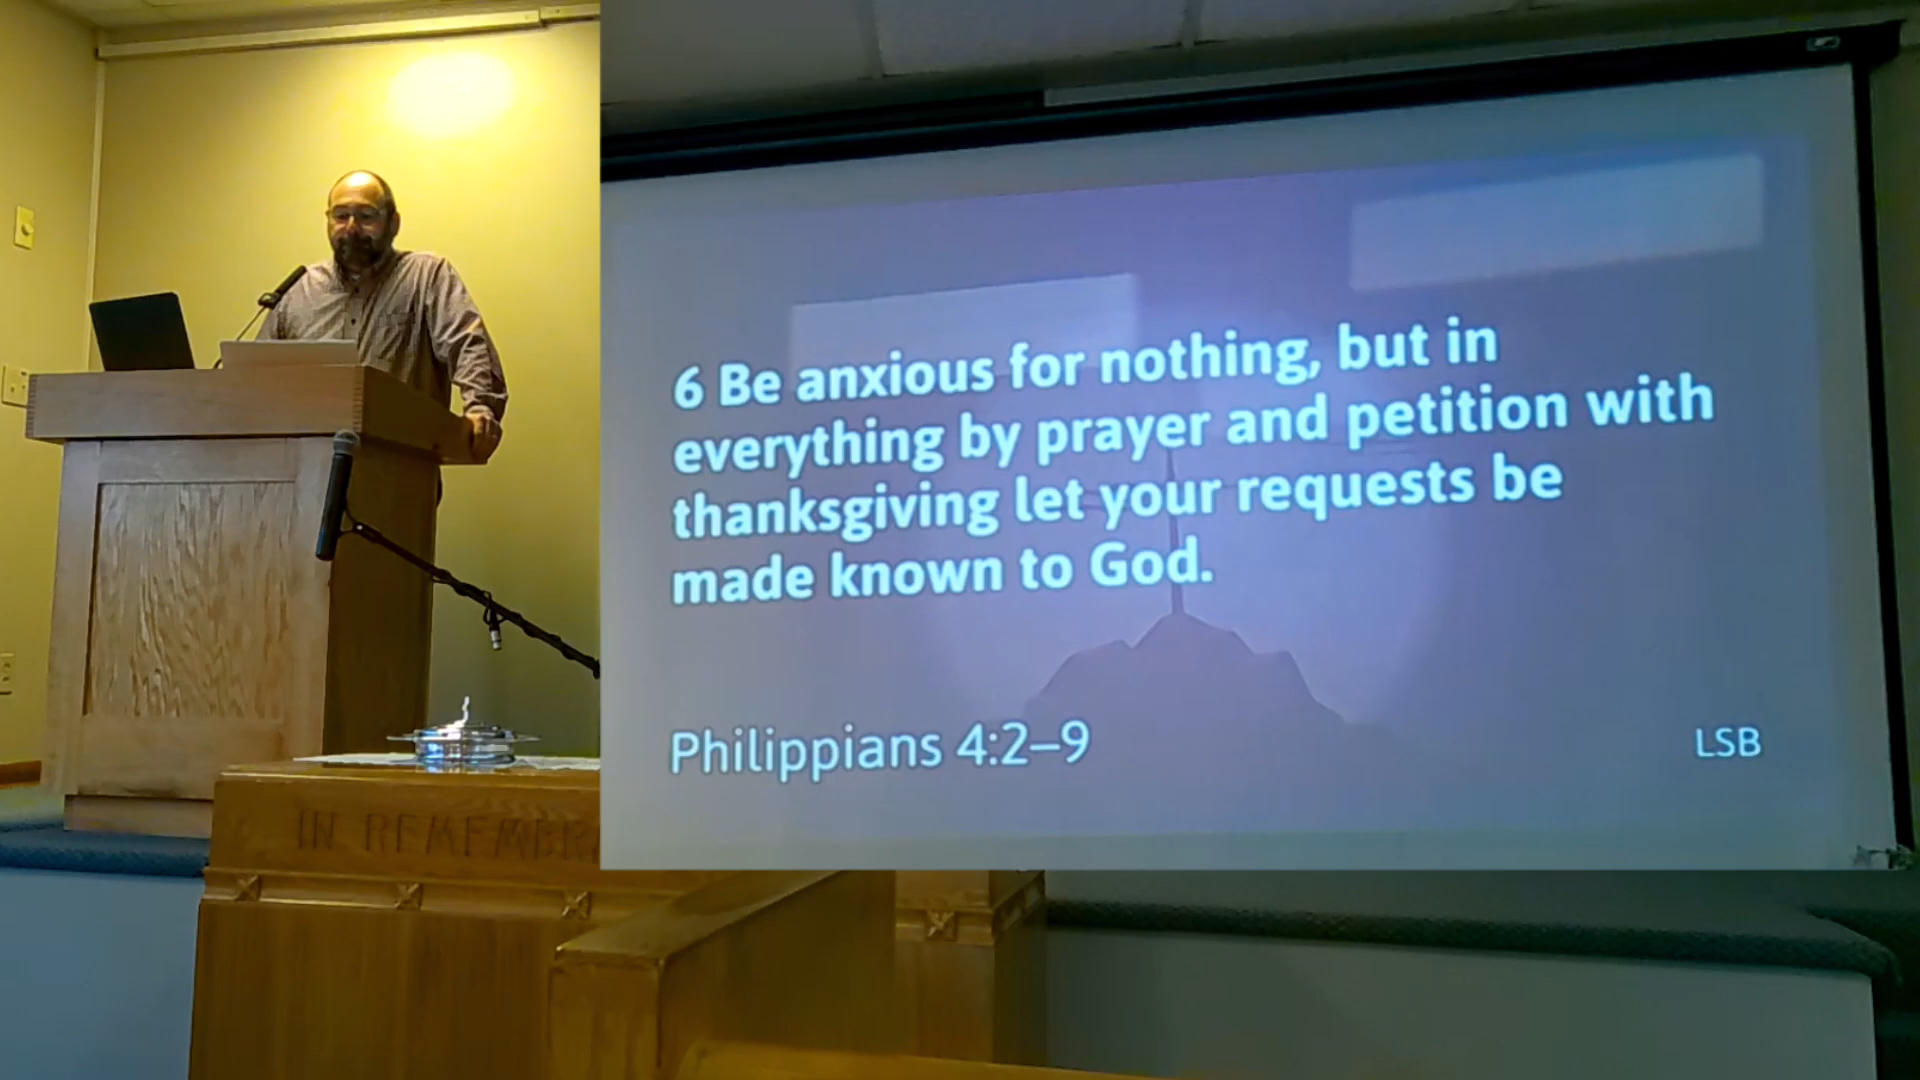 6 Be anxious for nothing, but in
everything by prayer and petition with
thanksgiving let your requests be
made known to God.
Philippians 4:2–9
LSB
IN REMEMBR